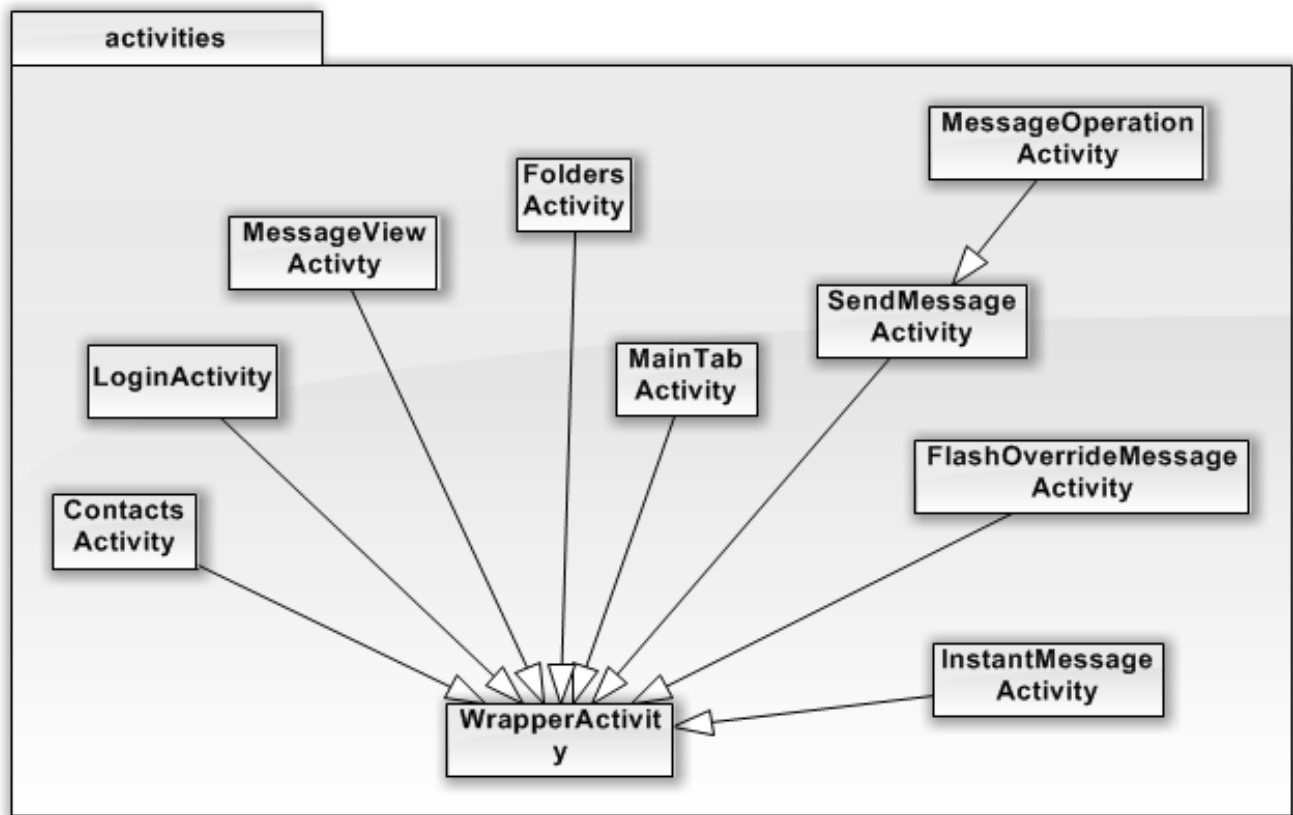 activities
MessageOperation
Activity
Folders
Activity
MessageView
Activty
SendMessage
Activity
MainTab
Activity
LoginActivity
FlashOverrideMessage
Activity
Contacts
Activity
InstantMessage
Activity
WrapperActivit
y